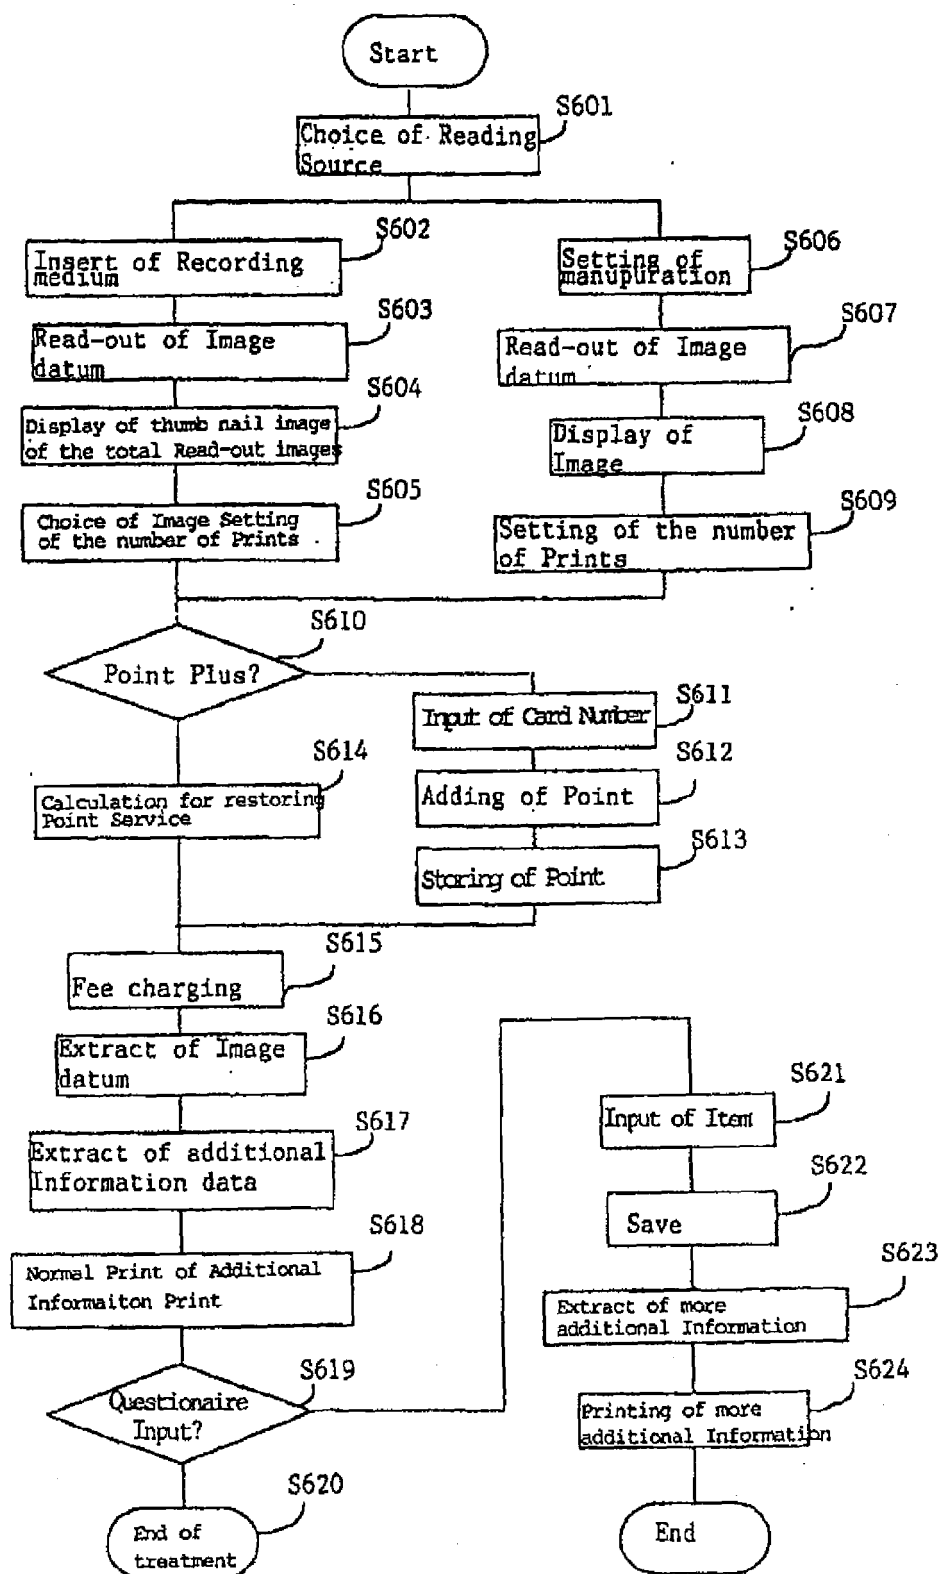 Start
S601
Choice of Reading
Source
S602
Insert of Recording
medium
S603
Read-out of Image
datum
S604
Display of thumb nail image
of the total Read-out images
S605
Choice of Image Setting
of the number of Prints
S606
Setting of
manupuration
S607
Read-out of Image
datum
S608
Display of
Image
S609
Setting of the number
of Prints
S610
Point Plus?
S611
Input of Card Number
S612
Adding of Point
S613
Storing of Point
S614
Calculation for restoring
Point Service
S615
Fee charging
S616
Extract of Image
datum
S617
Extract of additional
Information data
S618
Normal Print of Additional
Informaiton Print
S619
Questionaire
Input?
S620
End of
treatment
S621
Input of Item
S622
Save
S623
Extract of more
additional Information
S624
Printing of more
additional Information
End